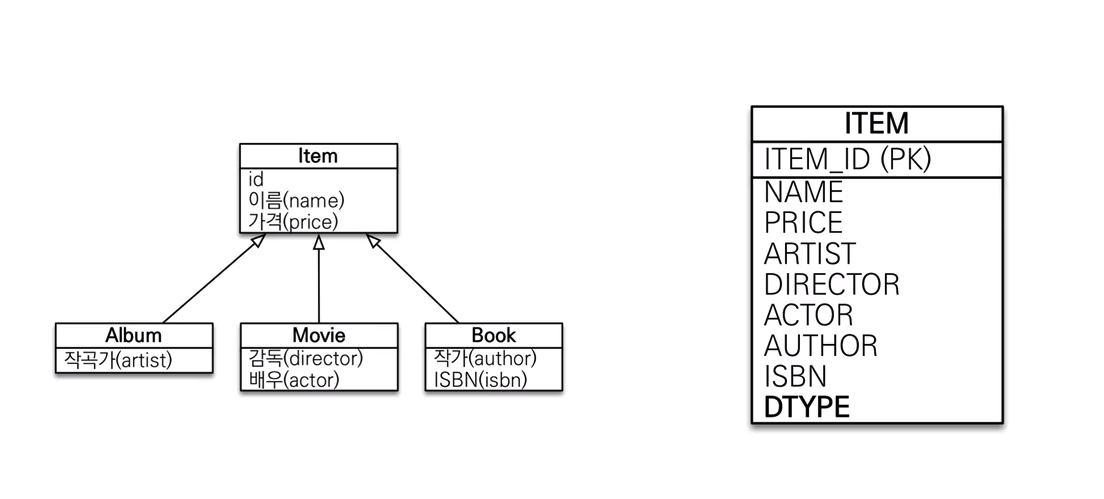 Item
id
이름(name)
가격(price)
Album
작곡가(artist)
Movie
감독(director)
배우(actor)
Book
작가(author)
ISBN(isbn)
ITEM
ITEM_ID (PK)
NAME
PRICE
ARTIST
DIRECTOR
ACTOR
AUTHOR
ISBN
DTYPE